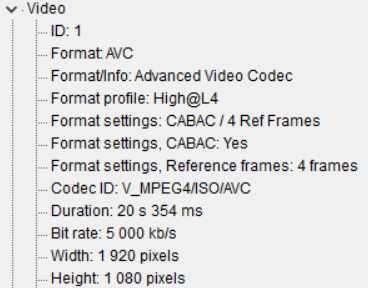 Video
ID: 1
Format: AVC
Format/Info: Advanced Video Codec
Format profile: High@L4
Format settings: CABAC / 4 Ref Frames
Format settings, CABAC: Yes
Format settings, Reference frames: 4 frames
Codec ID: V_MPEG4/ISO/AVC
Duration: 20 s 354 ms
Bit rate: 5 000 kb/s
Width: 1 920 pixels
Height: 1 080 pixels